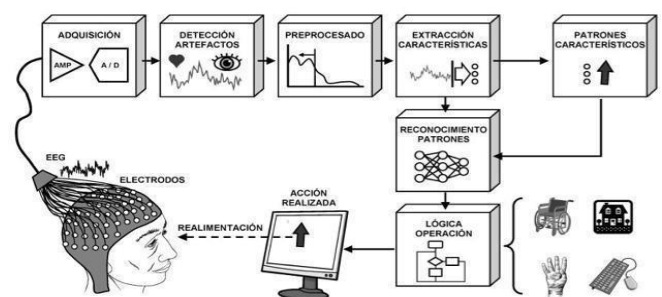 ADQUISICIÓN
AMP
A / D
DETECCIÓN
ARTEFACTOS
PREPROCESADO
EXTRACCIÓN
CARACTERÍSTICAS
PATRONES
CARACTERÍSTICOS
RECONOCIMIENTO
PATRONES
EEG
ELECTRODOS
ACCIÓN
REALIZADA
REALIMENTACIÓN
LÓGICA
OPERACIÓN